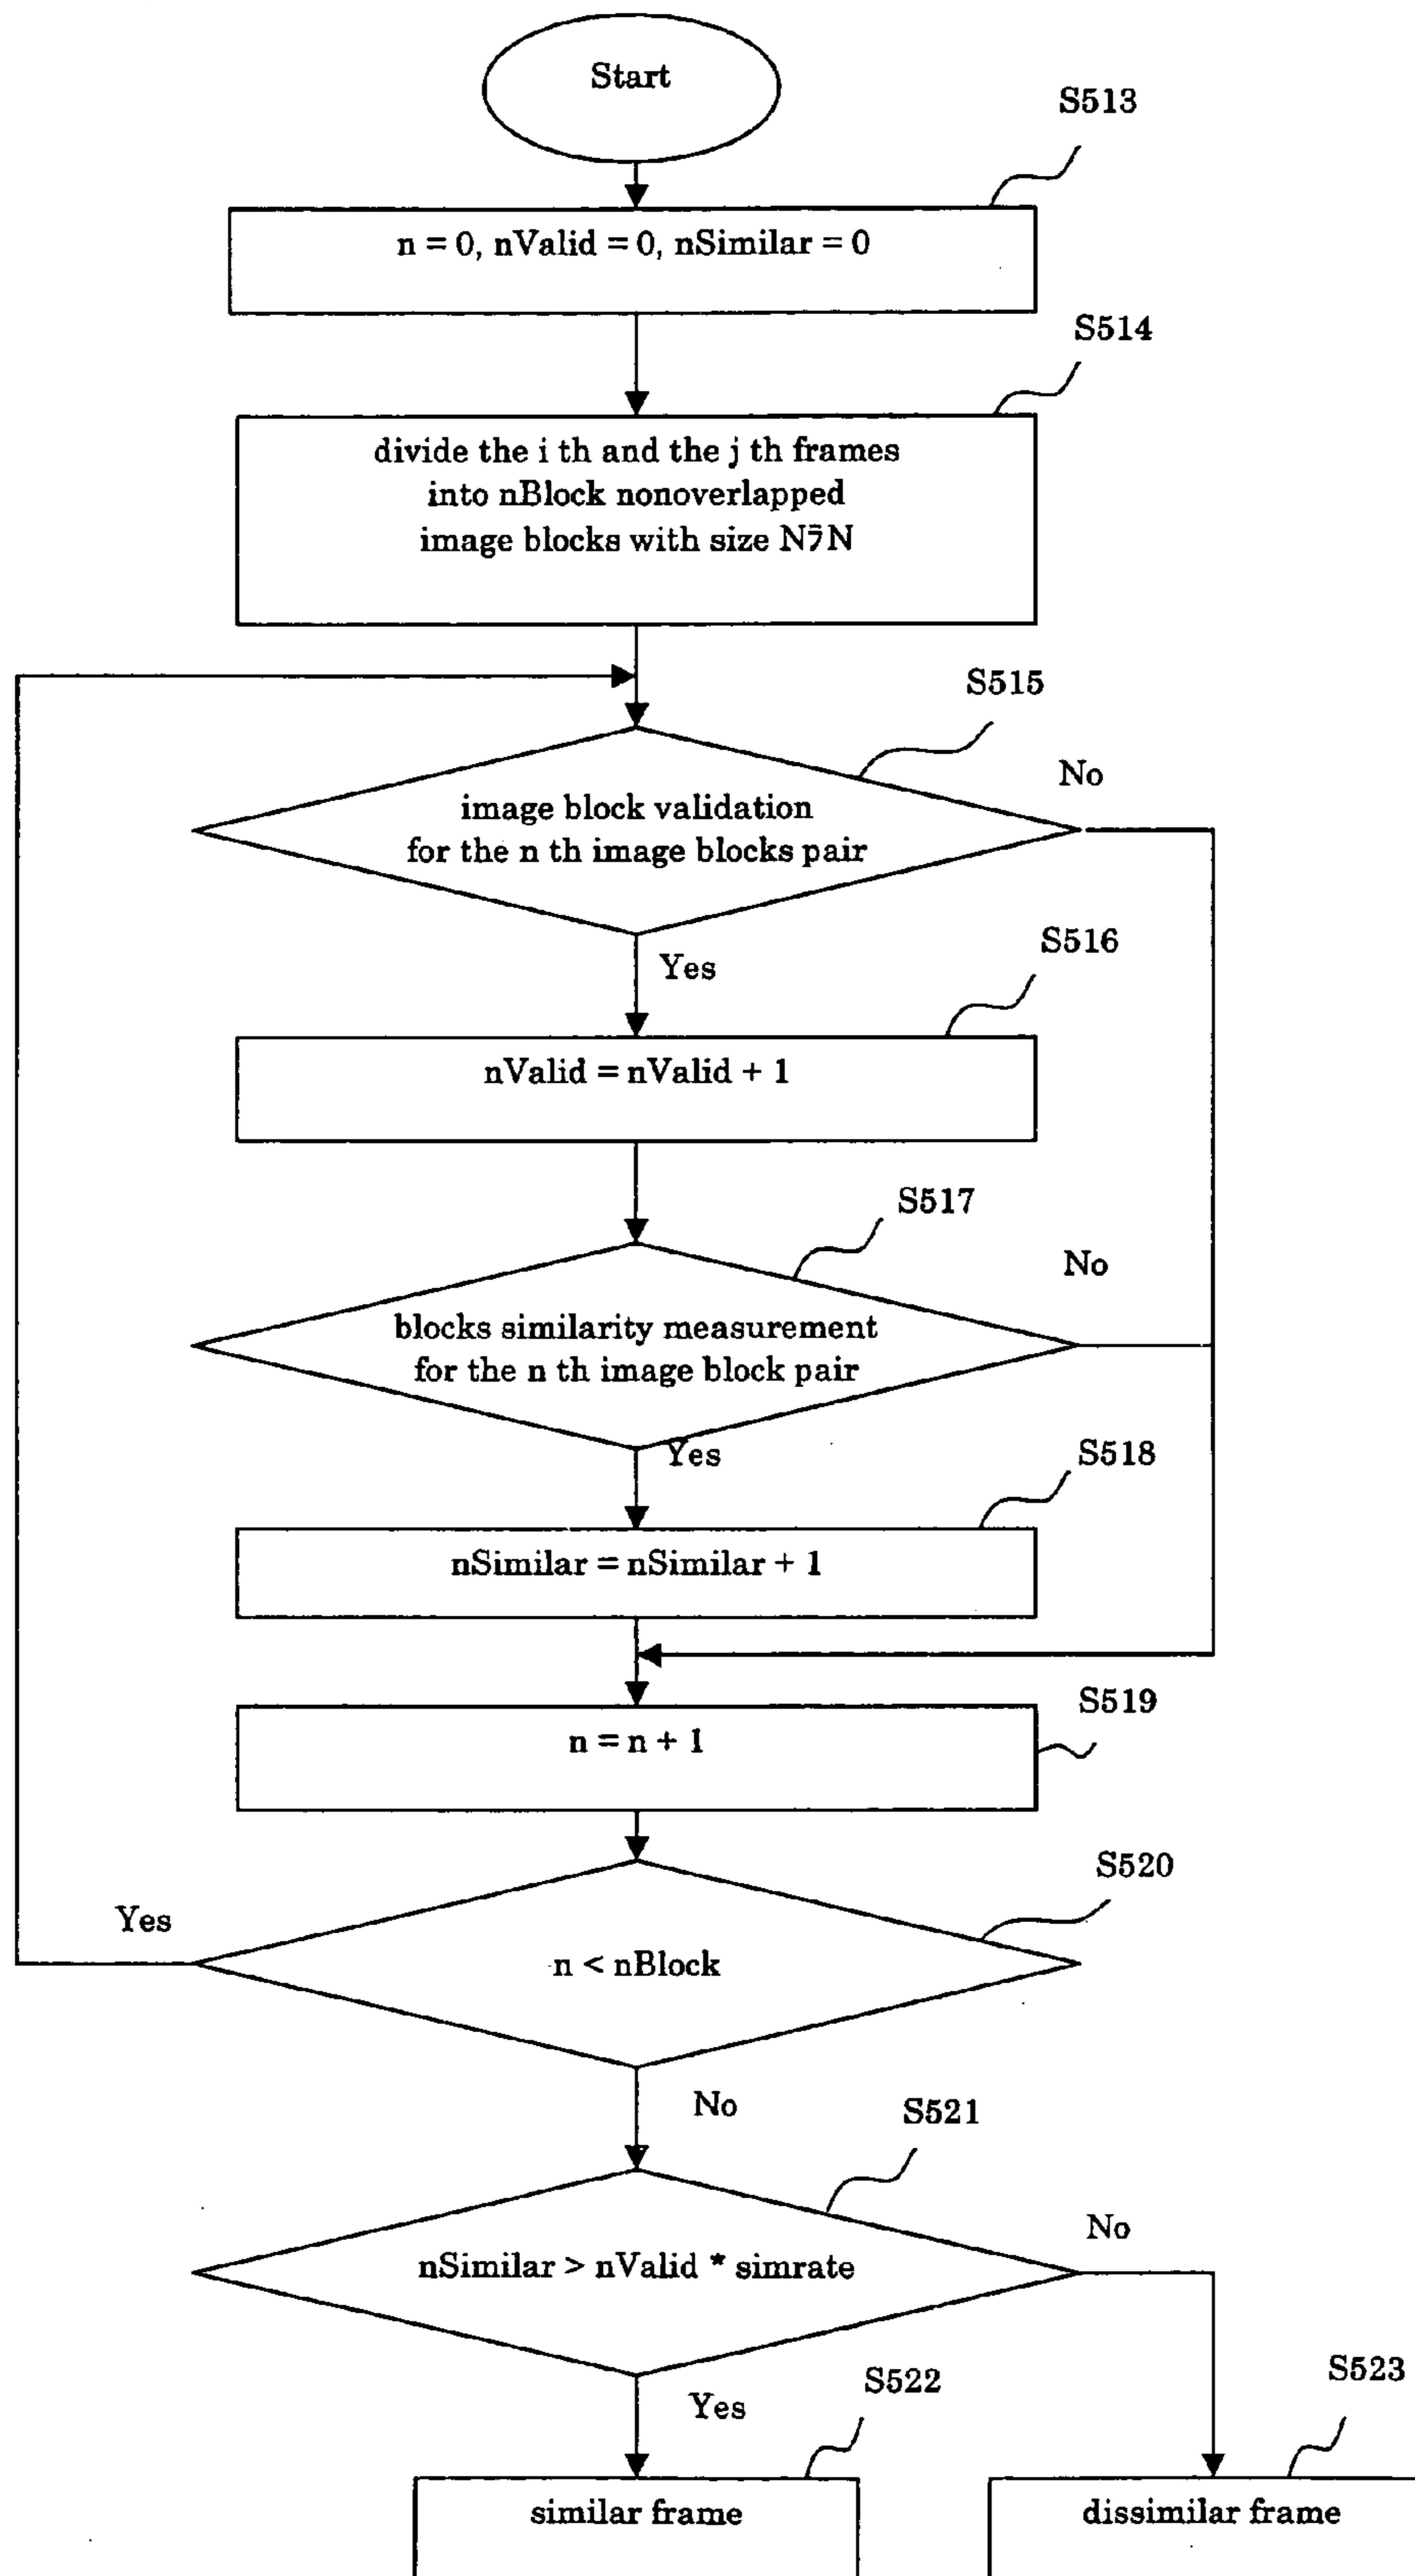 Start
S513
n = 0, nValid = 0, nSimilar = 0
S514
divide the i th and the j th frames
into nBlock nonoverlapped
image blocks with size
S515
No
image block validation
for the n th image blocks pair
Yes
S516
nValid = nValid + 1
S517
No
blocks similarity measurement
for the n th image block pair
Yes
S518
nSimilar = nSimilar + 1
S519
n = n + 1
S520
Yes
n < nBlock
No
S521
No
nSimilar > nValid * simrate
Yes
S522
S523
similar frame
dissimilar frame